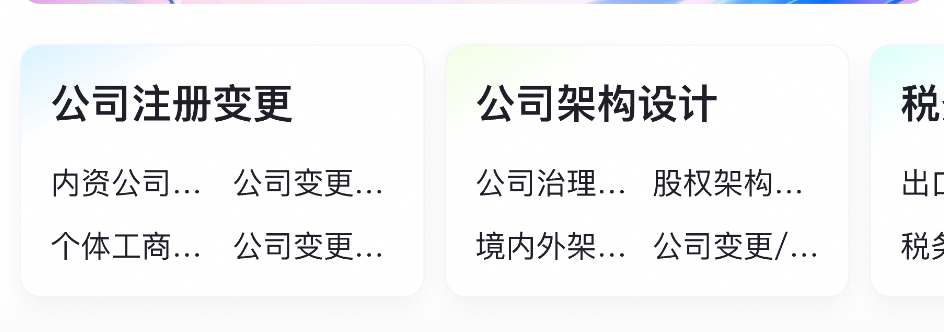 公司注册变更
内资公司... 公司变更...
个体工商... 公司变更...
公司架构设计
公司治理... 股权架构...
境内外架... 公司变更/...
税
出口
税务